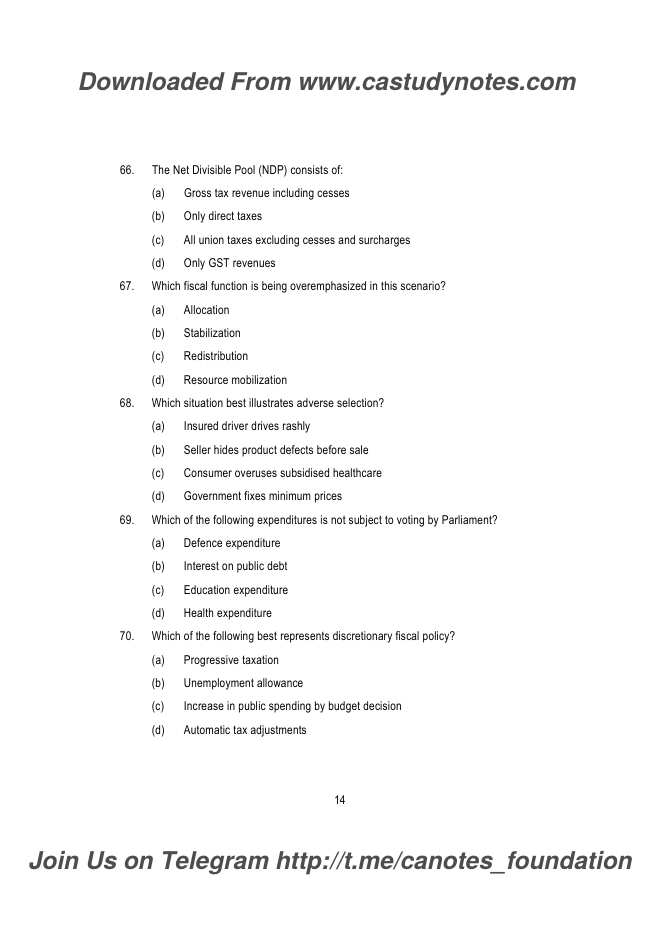 Downloaded From www.castudynotes.com
66. The Net Divisible Pool (NDP) consists of:
(a) Gross tax revenue including cesses
(b) Only direct taxes
(c) All union taxes excluding cesses and surcharges
(d) Only GST revenues
67. Which fiscal function is being overemphasized in this scenario?
(a) Allocation
(b) Stabilization
(c) Redistribution
(d) Resource mobilization
68. Which situation best illustrates adverse selection?
(a) Insured driver drives rashly
(b) Seller hides product defects before sale
(c) Consumer overuses subsidised healthcare
(d) Government fixes minimum prices
69. Which of the following expenditures is not subject to voting by Parliament?
(a) Defence expenditure
(b) Interest on public debt
(c) Education expenditure
(d) Health expenditure
70. Which of the following best represents discretionary fiscal policy?
(a) Progressive taxation
(b) Unemployment allowance
(c) Increase in public spending by budget decision
(d) Automatic tax adjustments
14
Join Us on Telegram http://t.me/canotes_foundation